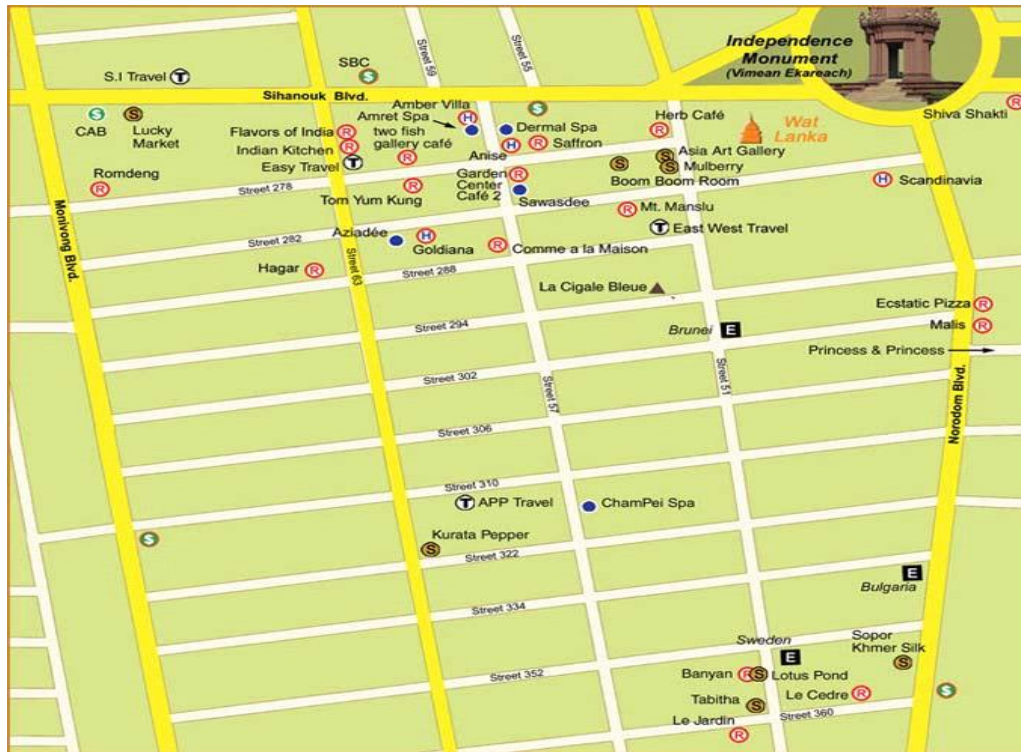 Independence
Monument
(Vimean Ekareach)
Street 59
Street 55
SBC
$
S.I Travel T
Sihanouk Blvd.
Shiva Shakti R
$
CAB
S
Lucky
Market
Amber Villa
H
Amret Spa
$
Herb Café
R
Wat
Lanka
Flavors of India R
two fish
gallery café
R
Dermal Spa
Saffron R
Indian Kitchen R
Anise H
Asia Art Gallery S
Easy Travel T
Mulberry S
S
Boom Boom Room
Romdeng
R
Street 278
Tom Yum Kung
R
Garden R
Center
Café 2
Sawasdee
H Scandinavia
R Mt. Manslu
T East West Travel
Monivong Blvd.
Street 282
Aziadée
H
Goldiana
R Comme a la Maison
Street 63
Hagar R
Street 288
La Cigale Bleue
Ecstatic Pizza R
Street 294
Brunei E
Malis R
Princess & Princess
Street 302
Street 57
Street 51
Norodom Blvd.
Street 306
Street 310
T APP Travel
ChamPei Spa
$
Kurata Pepper
S
Street 322
E
Bulgaria
Street 334
Sweden
E
Sopor
Khmer Silk
S
Street 352
Banyan R
S Lotus Pond
Le Cedre R
$
Tabitha S
Street 360
Le Jardin
R